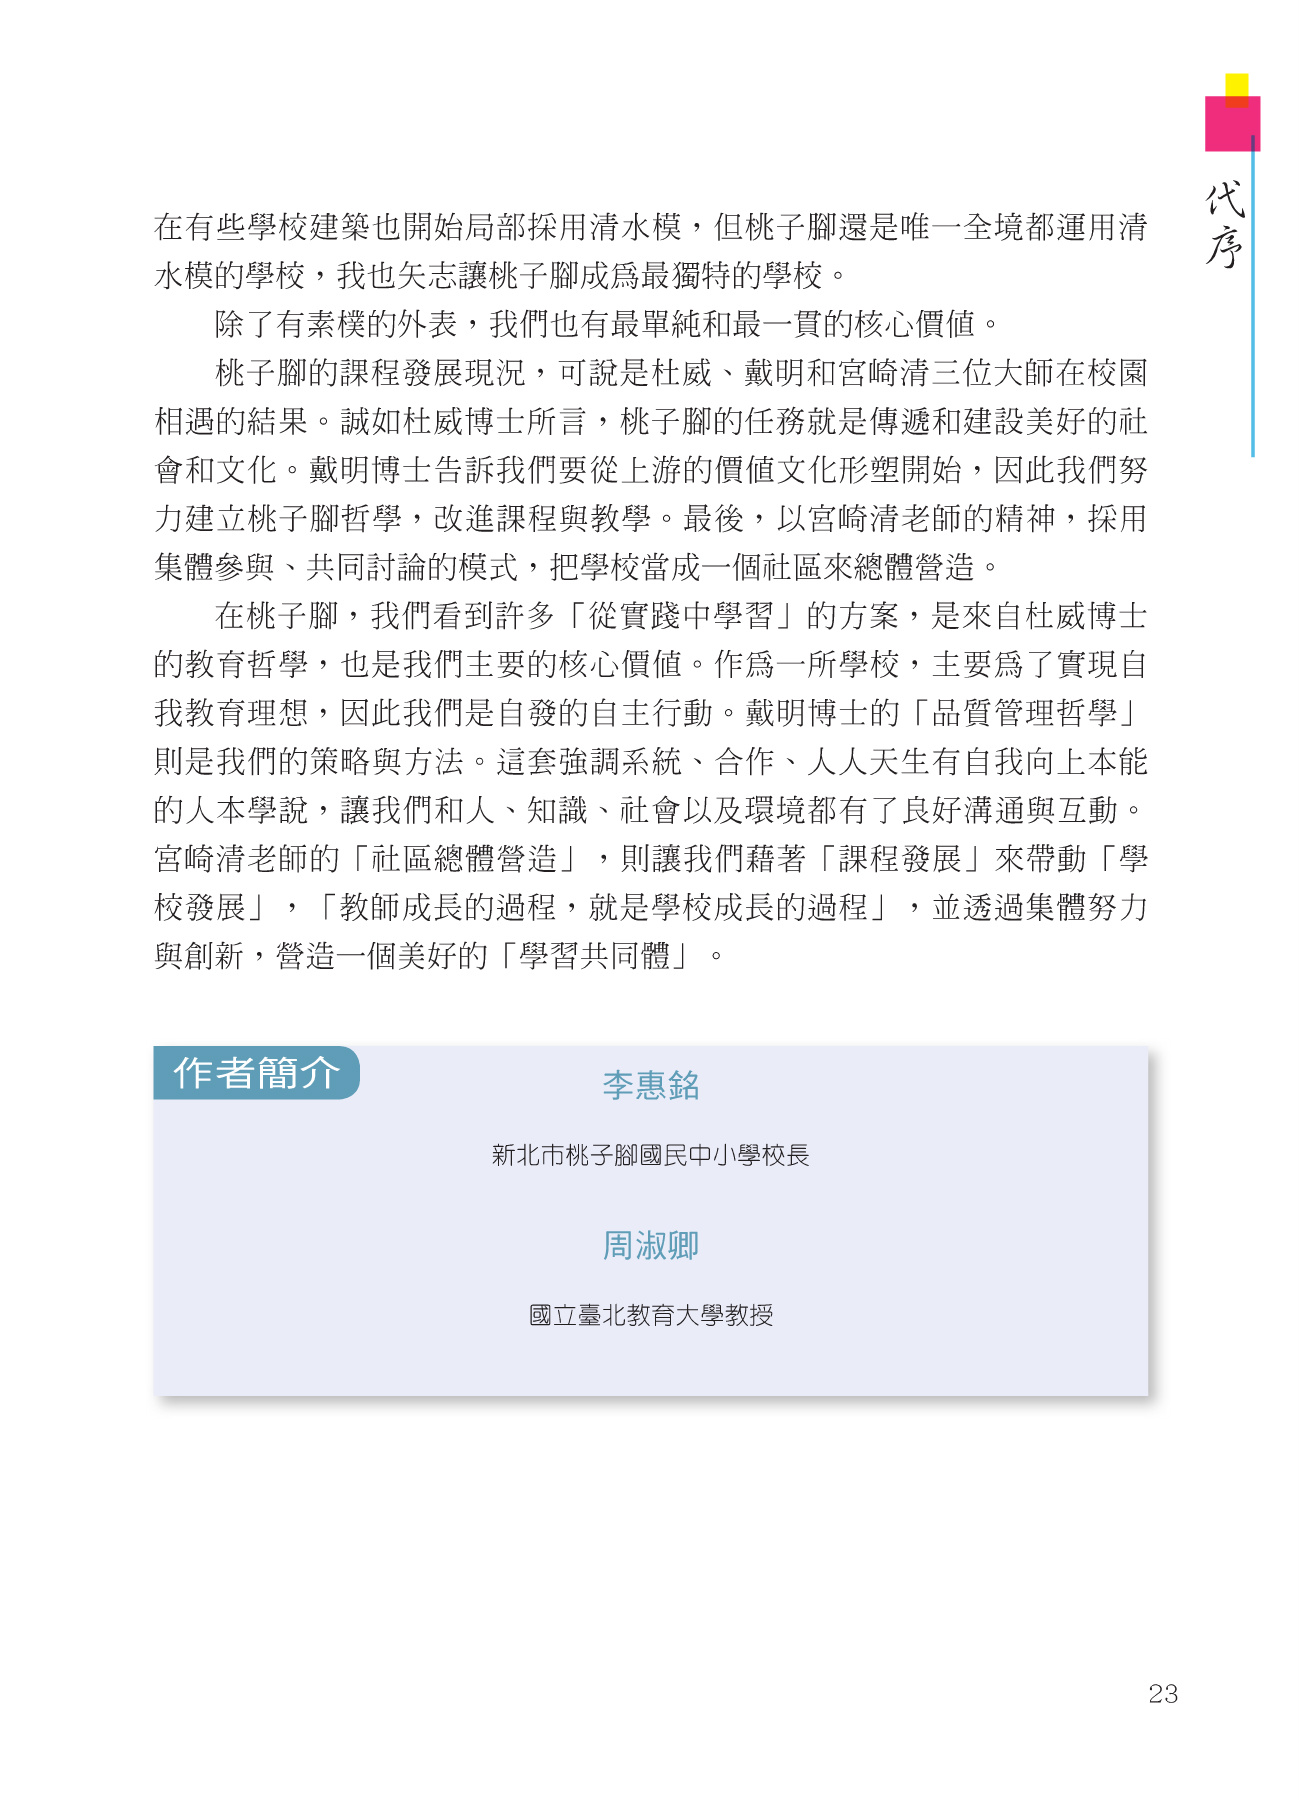 代序
在有些學校建築也開始局部採用清水模，但桃子腳還是唯一全境都運用清
水模的學校，我也矢志讓桃子腳成為最獨特的學校。
除了有素樸的外表，我們也有最單純和最一貫的核心價值。
桃子腳的課程發展現況，可說是杜威、戴明和宮崎清三位大師在校園
相遇的結果。誠如杜威博士所言，桃子腳的任務就是傳遞和建設美好的社
會和文化。戴明博士告訴我們要從上游的價值文化形塑開始，因此我們努
力建立桃子腳哲學，改進課程與教學。最後，以宮崎清老師的精神，採用
集體參與、共同討論的模式，把學校當成一個社區來總體營造。
在桃子腳，我們看到許多「從實踐中學習」的方案，是來自杜威博士
的教育哲學，也是我們主要的核心價值。作為一所學校，主要為了實現自
我教育理想，因此我們是自發的自主行動。戴明博士的「品質管理哲學」
則是我們的策略與方法。這套強調系統、合作、人人天生有自我向上本能
的人本學說，讓我們和人、知識、社會以及環境都有了良好溝通與互動。
宮崎清老師的「社區總體營造」，則讓我們藉著「課程發展」來帶動「學
校發展」，「教師成長的過程，就是學校成長的過程」，並透過集體努力
與創新，營造一個美好的「學習共同體」。
作者簡介
李惠銘
新北市桃子腳國民中小學校長
周淑卿
國立臺北教育大學教授
23